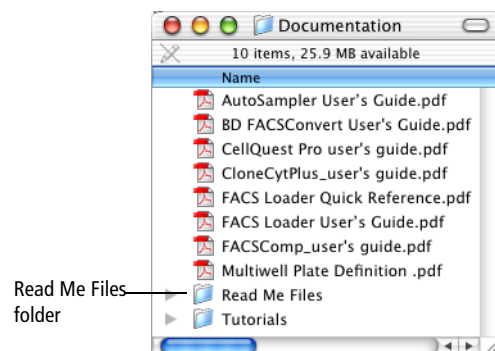 Documentation
10 items, 25.9 MB available
Name
AutoSampler User's Guide.pdf
BD FACSConvert User's Guide.pdf
CellQuest Pro user's guide.pdf
CloneCytPlus_user's guide.pdf
FACS Loader Quick Reference.pdf
FACS Loader User's Guide.pdf
FACSComp_user's guide.pdf
Multiwell Plate Definition .pdf
Read Me Files
Tutorials
Read Me Files
folder